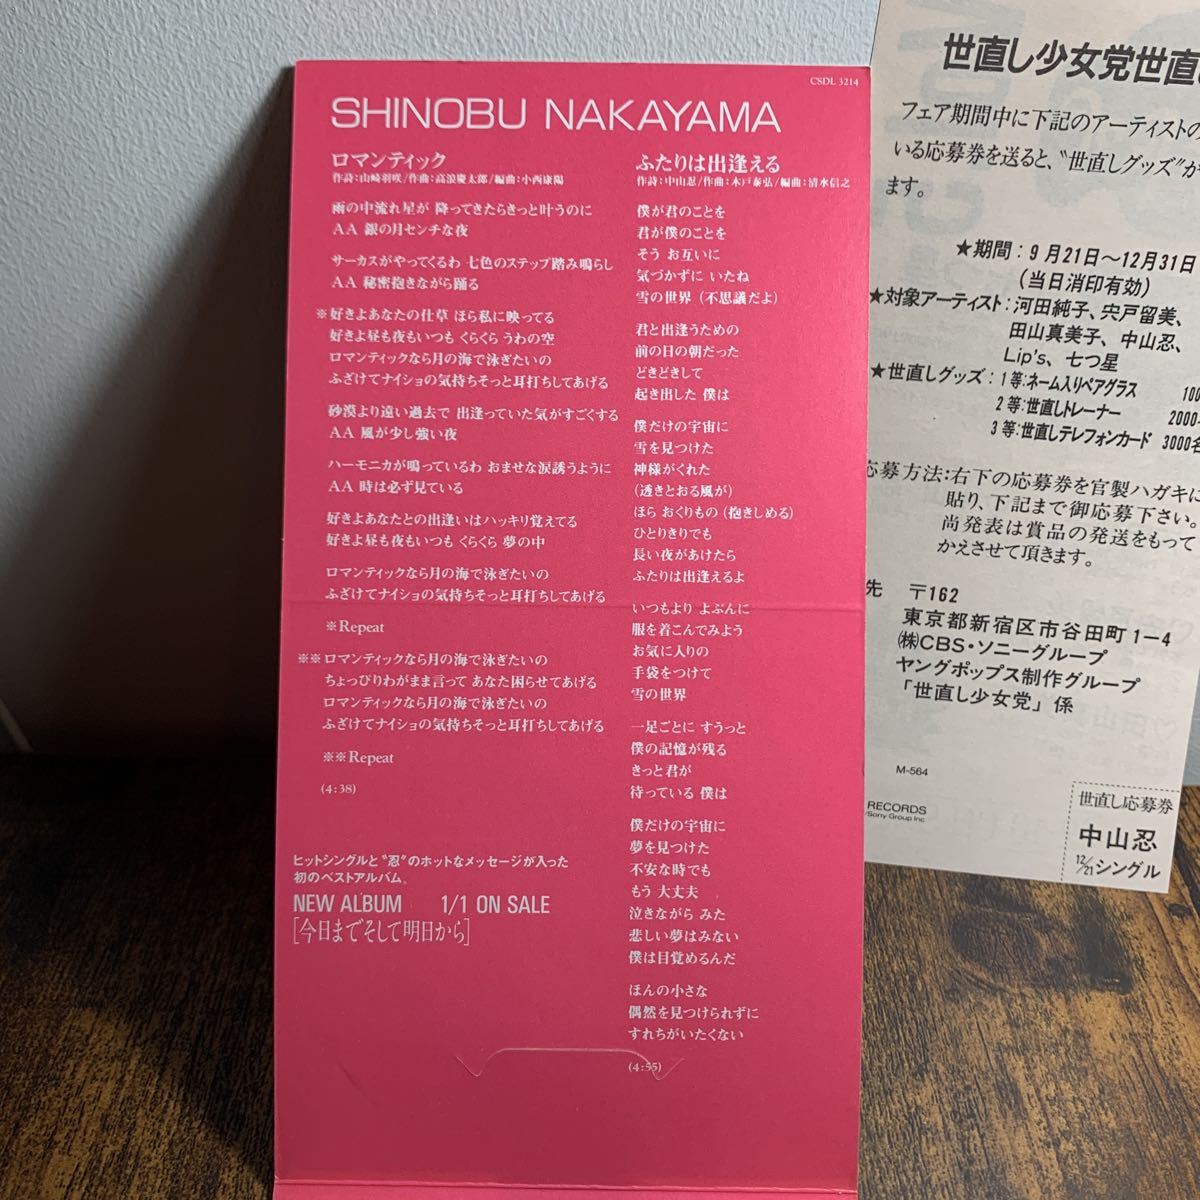 CSDL 3214
SHINOBU NAKAYAMA
ロマンティック
作詩:山崎羽咲/作曲:高浪慶太郎/編曲:小西康陽
雨の中流れ星が 降ってきたらきっと叶うのに
AA 銀の月センチな夜
サーカスがやってくるわ 七色のステップ踏み鳴らし
AA 秘密抱きながら踊る
※好きよあなたの仕草 ほら私に映ってる
好きよ昼も夜もいつも くらくら うわの空
ロマンティックなら月の海で泳ぎたいの
ふざけてナイショの気持ちそっと耳打ちしてあげる
砂漠より遠い過去で 出逢っていた気がすごくする
AA 風が少し強い夜
ハーモニカが鳴っているわ おませな涙誘うように
AA 時は必ず見ている
好きよあなたとの出逢いはハッキリ覚えてる
好きよ昼も夜もいつも くらくら 夢の中
ロマンティックなら月の海で泳ぎたいの
ふざけてナイショの気持ちそっと耳打ちしてあげる
※Repeat
※※ロマンティックなら月の海で泳ぎたいの
ちょっぴりわがまま言って あなた困らせてあげる
ロマンティックなら月の海で泳ぎたいの
ふざけてナイショの気持ちそっと耳打ちしてあげる
※※Repeat
(4:38)
ヒットシングルと〝忍〟のホットなメッセージが入った
初のベストアルバム。
NEW ALBUM 1/1 ON SALE
[今日までそして明日から]
ふたりは出逢える
作詩:中山忍/作曲:木戸泰弘/編曲:清水信之
僕が君のことを
君が僕のことを
そう お互いに
気づかずに いたね
雪の世界 (不思議だよ)
君と出逢うための
前の日の朝だった
どきどきして
起き出した 僕は
僕だけの宇宙に
雪を見つけた
神様がくれた
(透きとおる風が)
ほら おくりもの (抱きしめる)
ひとりきりでも
長い夜があけたら
ふたりは出逢えるよ
いつもより よぶんに
服を着こんでみよう
お気に入りの
手袋をつけて
雪の世界
一足ごとに すうっと
僕の記憶が残る
きっと君が
待っている 僕は
僕だけの宇宙に
夢を見つけた
不安な時でも
もう 大丈夫
泣きながら みた
悲しい夢はみない
僕は目覚めるんだ
ほんの小さな
偶然を見つけられずに
すれちがいたくない
(4:55)
世直し少女党世直
フェア期間中に下記のアーティストの
いる応募券を送ると、〝世直しグッズ〟が
ます。
★期間:9月21日〜12月31日
(当日消印有効)
★対象アーティスト:河田純子、宍戸留美、
田山真美子、中山忍、
Lip's、七つ星
★世直しグッズ:1等:ネーム入りペアグラス 100
2等:世直しトレーナー 2000
3等:世直しテレフォンカード 3000名
応募方法:右下の応募券を官製ハガキに
貼り、下記まで御応募下さい。
尚発表は賞品の発送をもって
かえさせて頂きます。
先 〒162
東京都新宿区市谷田町1-4
㈱CBS・ソニーグループ
ヤングポップス制作グループ
「世直し少女党」係
M-564
RECORDS
/Sony Group Inc
世直し応募券
中山忍
12/21シングル